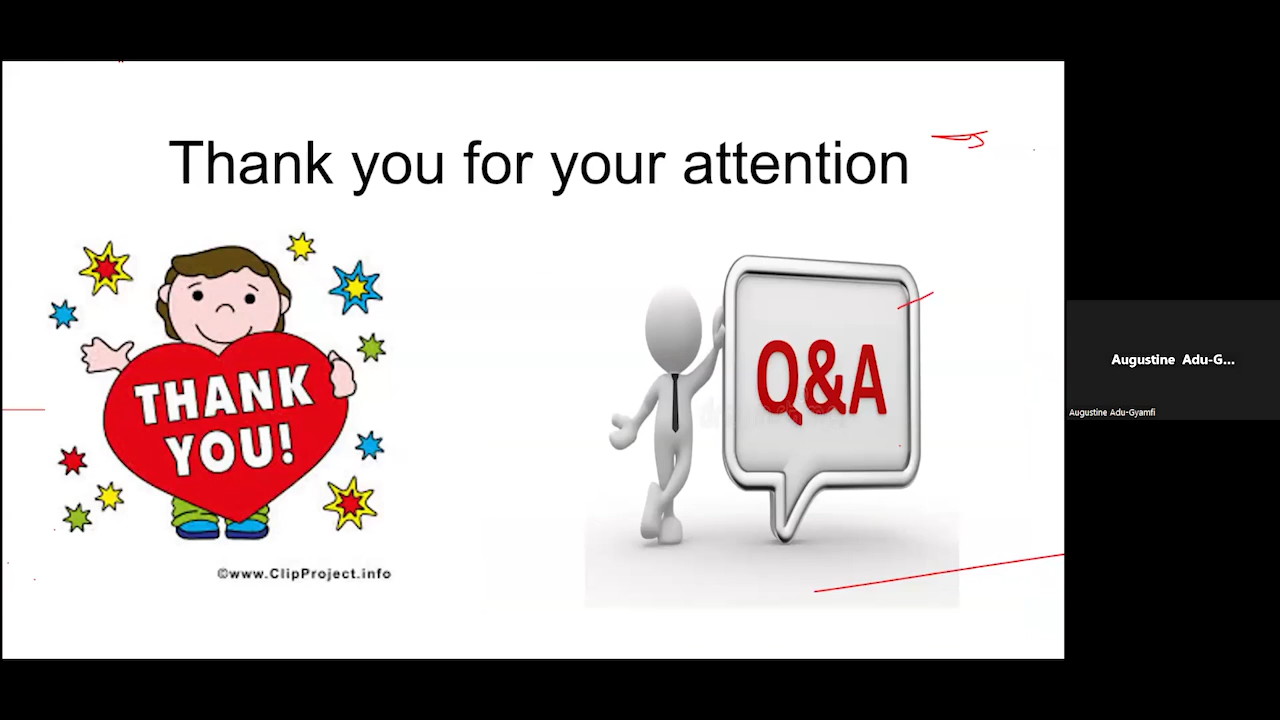 Thank you for your attention
THANK
YOU!
©www.ClipProject.info
Q&A
Augustine Adu-G...
Augustine Adu-Gyamfi